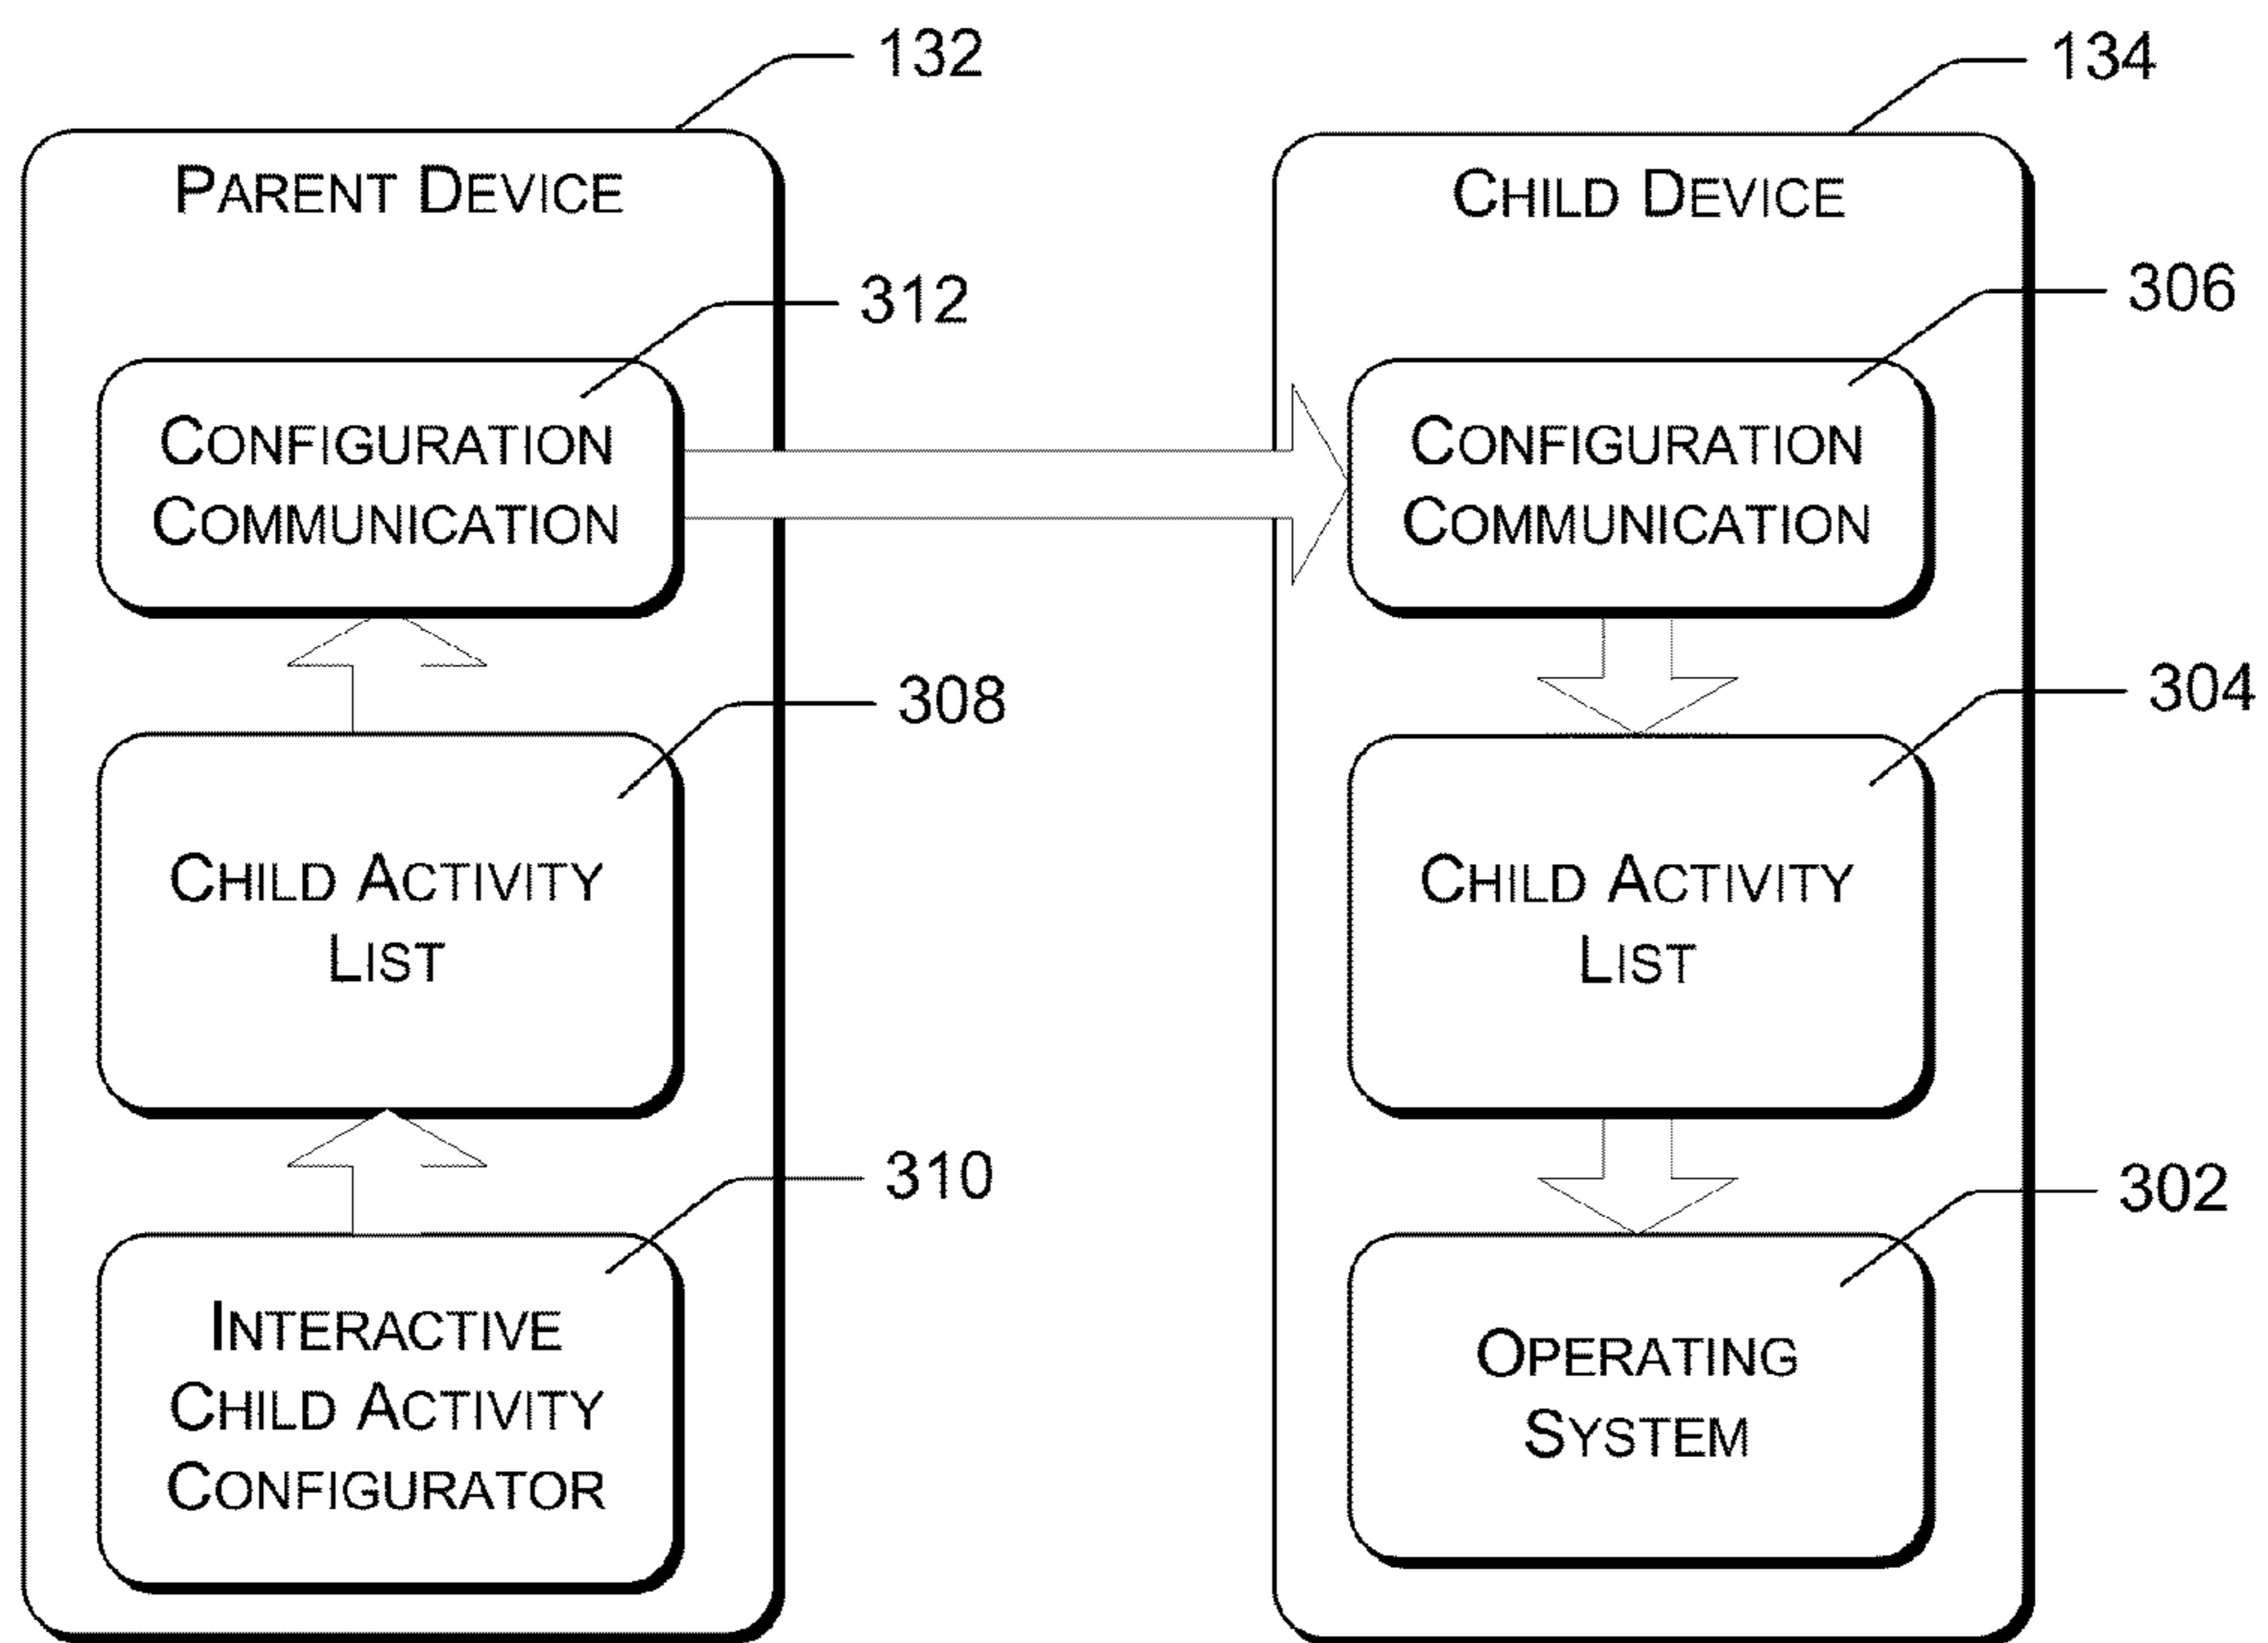 132
PARENT DEVICE
312
CONFIGURATION
COMMUNICATION
308
CHILD ACTIVITY
LIST
310
INTERACTIVE
CHILD ACTIVITY
CONFIGURATOR
134
CHILD DEVICE
306
CONFIGURATION
COMMUNICATION
304
CHILD ACTIVITY
LIST
302
OPERATING
SYSTEM